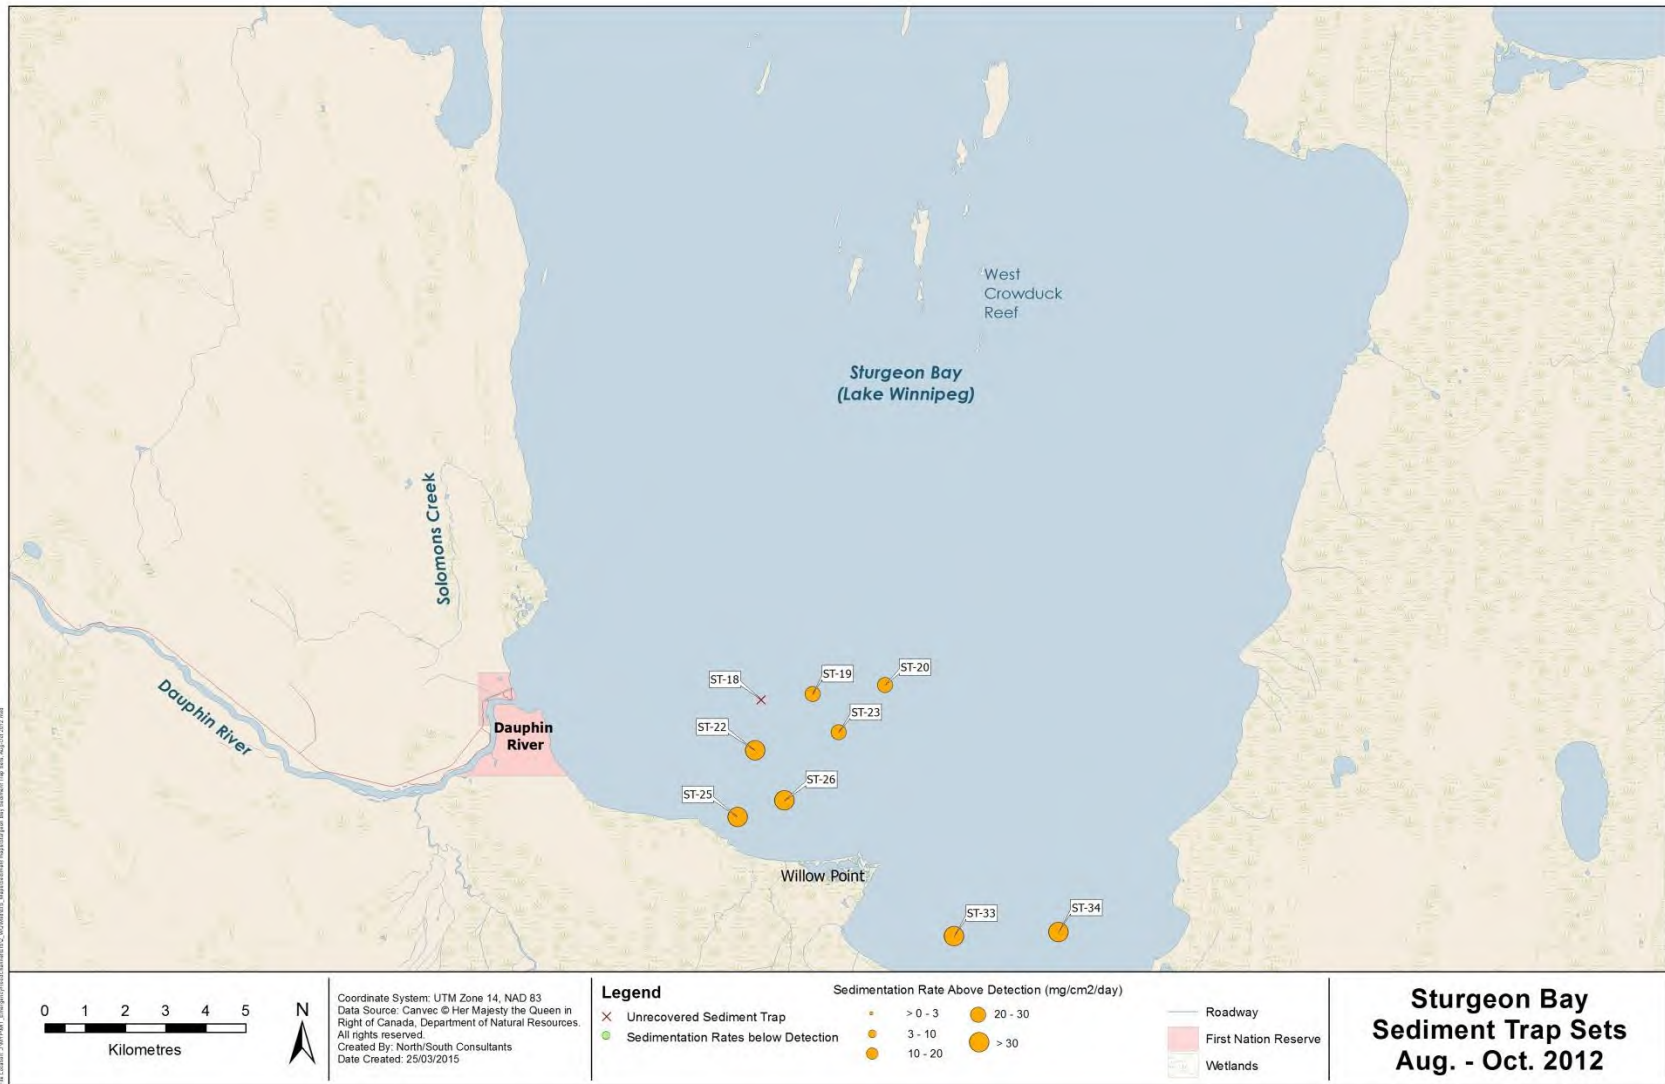 West
Crowduck
Reef
Sturgeon Bay
(Lake Winnipeg)
Solomons Creek
Dauphin River
Dauphin
River
ST-18
ST-19
ST-20
ST-22
ST-23
ST-25
ST-26
Willow Point
ST-33
ST-34
0 1 2 3 4 5
Kilometres
N
Coordinate System: UTM Zone 14, NAD 83
Data Source: Canvec © Her Majesty the Queen in
Right of Canada, Department of Natural Resources.
All rights reserved.
Created By: North/South Consultants
Date Created: 25/03/2015
Legend
Unrecovered Sediment Trap
Sedimentation Rates below Detection
Sedimentation Rate Above Detection (mg/cm2/day)
> 0 - 3
3 - 10
10 - 20
20 - 30
> 30
Roadway
First Nation Reserve
Wetlands
Sturgeon Bay
Sediment Trap Sets
Aug. - Oct. 2012